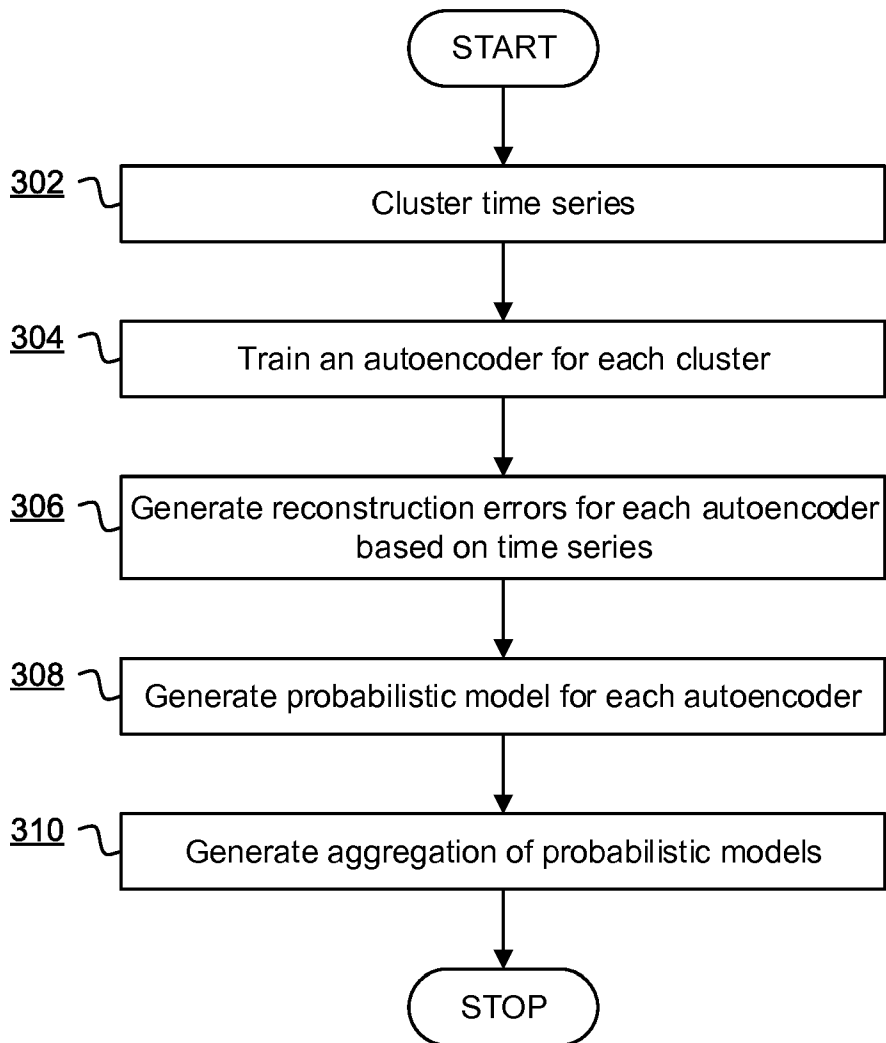 START
302
Cluster time series
304
Train an autoencoder for each cluster
306
Generate reconstruction errors for each autoencoder
based on time series
308
Generate probabilistic model for each autoencoder
310
Generate aggregation of probabilistic models
STOP